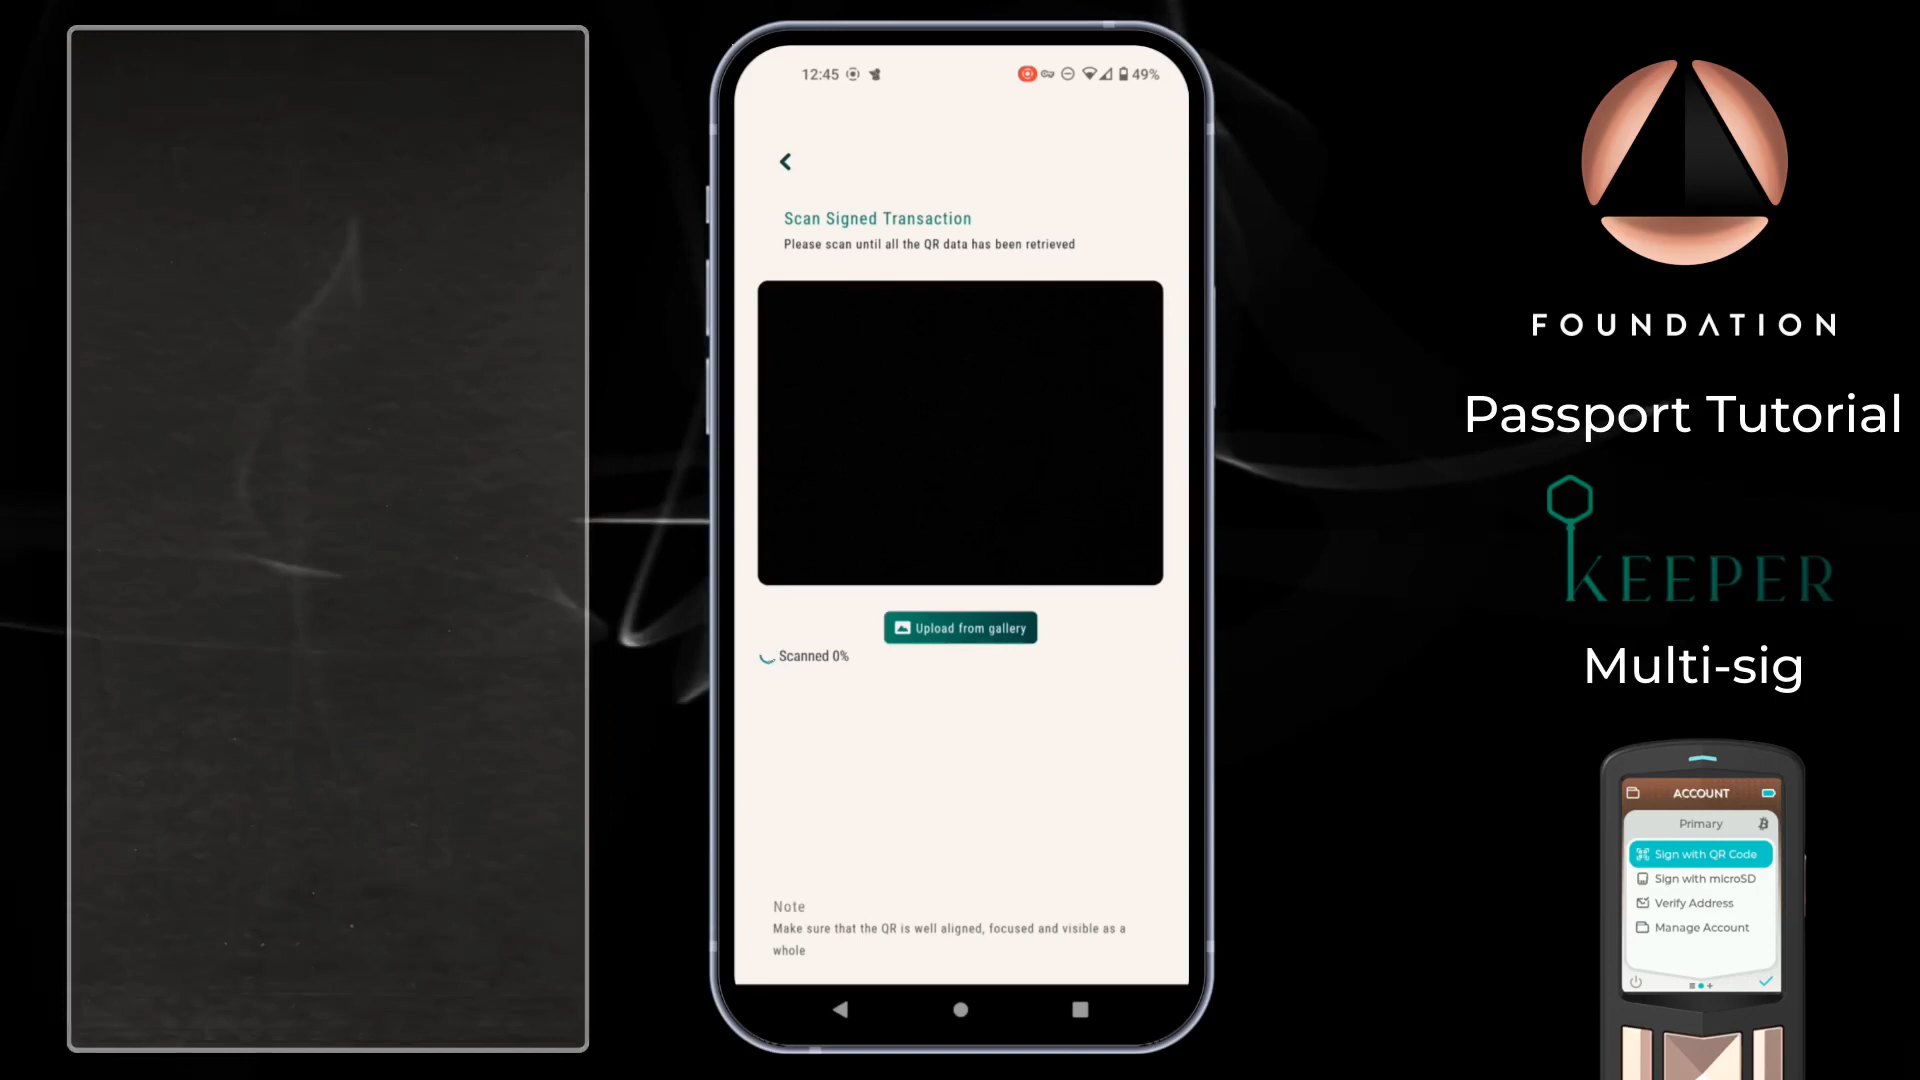 12:45
49%
Scan Signed Transaction
Please scan until all the QR data has been retrieved
Upload from gallery
Scanned 0%
Note
Make sure that the QR is well aligned, focused and visible as a
whole
FOUNDATION
Passport Tutorial
KEEPER
Multi-sig
ACCOUNT
Primary
Sign with QR Code
Sign with microSD
Verify Address
Manage Account